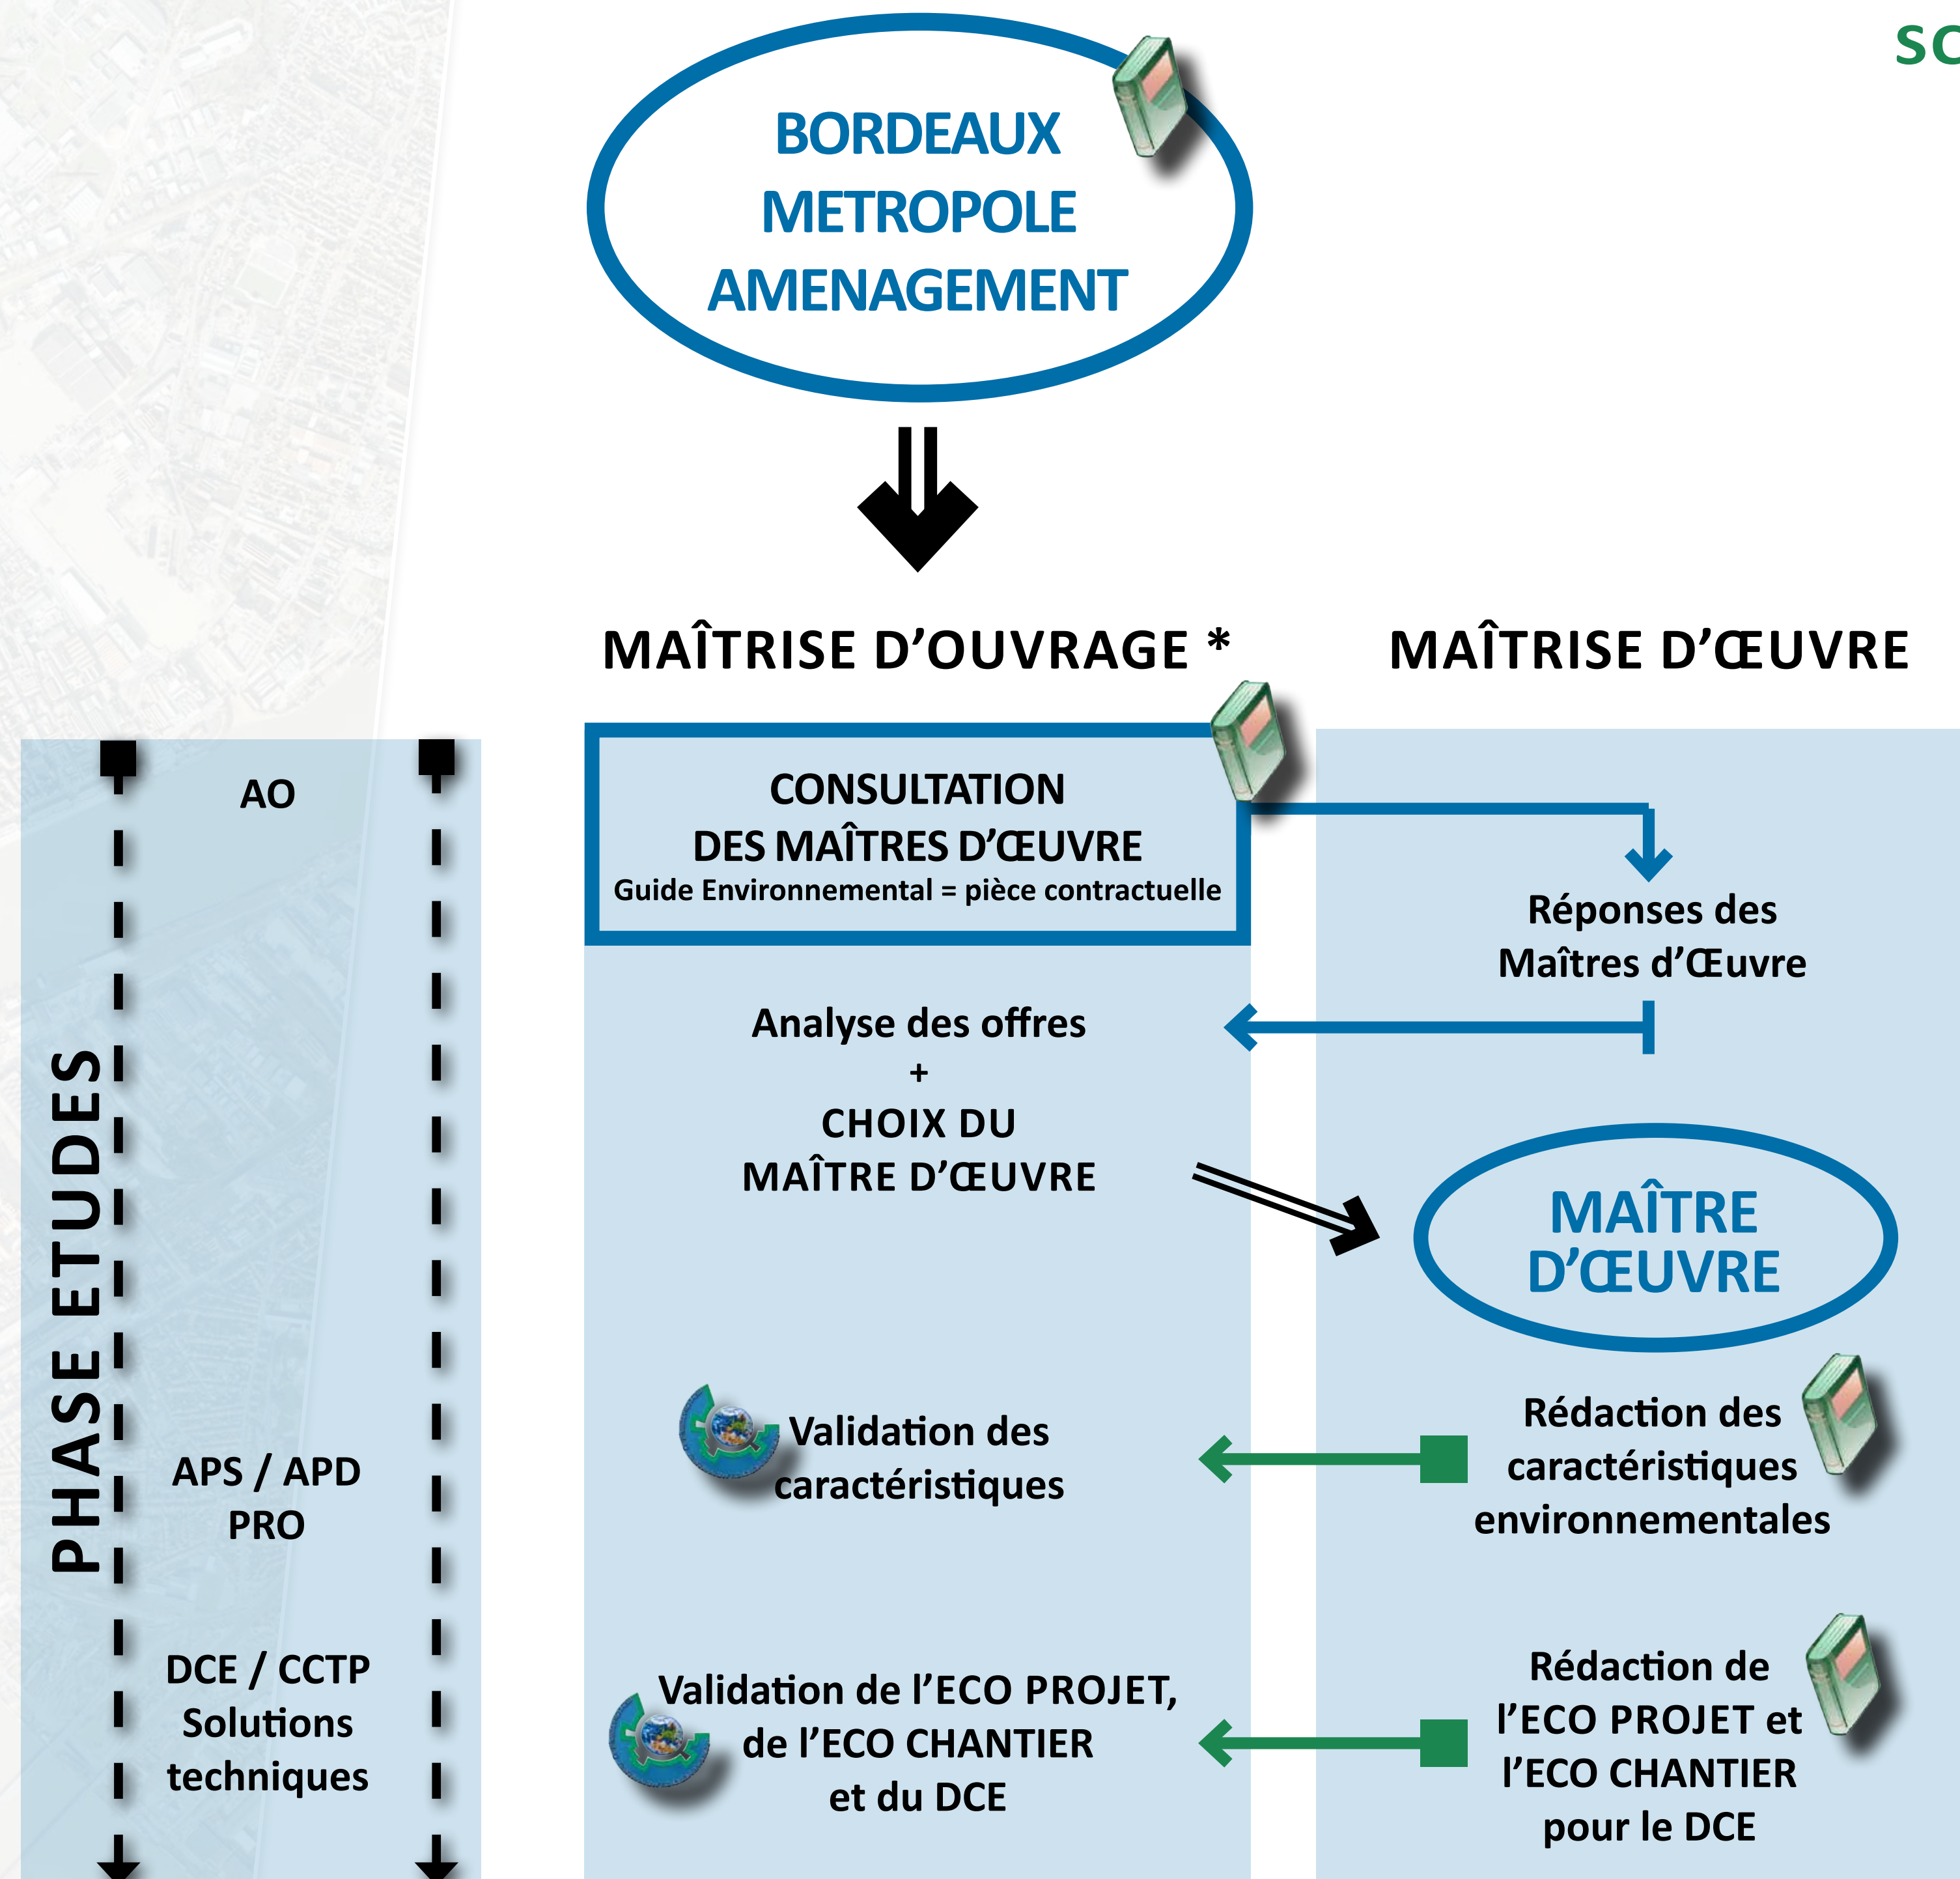 SC
BORDEAUX
METROPOLE
AMENAGEMENT
MAÎTRISE D’OUVRAGE *
MAÎTRISE D’ŒUVRE
PHASE ETUDES
AO
CONSULTATION
DES MAÎTRES D’ŒUVRE
Guide Environnemental = pièce contractuelle
Réponses des
Maîtres d’Œuvre
Analyse des offres
+
CHOIX DU
MAÎTRE D’ŒUVRE
MAÎTRE
D’ŒUVRE
APS / APD
PRO
Validation des
caractéristiques
Rédaction des
caractéristiques
environnementales
DCE / CCTP
Solutions
techniques
Validation de l’ECO PROJET,
de l’ECO CHANTIER
et du DCE
Rédaction de
l’ECO PROJET et
l’ECO CHANTIER
pour le DCE